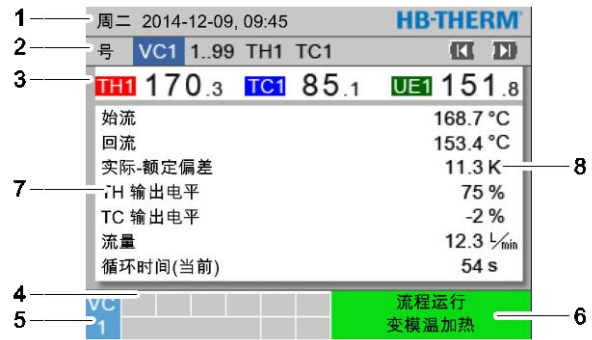 1 周二 2014-12-09, 09:45 HB-THERM
2 号 VC1 1..99 TH1 TC1
3 TH1 170.3 TC1 85.1 UE1 151.8
始流 168.7 °C
回流 153.4 °C
实际-额定偏差 11.3 K 8
7 TH 输出电平 75 %
TC 输出电平 -2 %
流量 12.3 L/min
循环时间(当前) 54 s
4 VC 流程运行
5 1 变模温加热 6